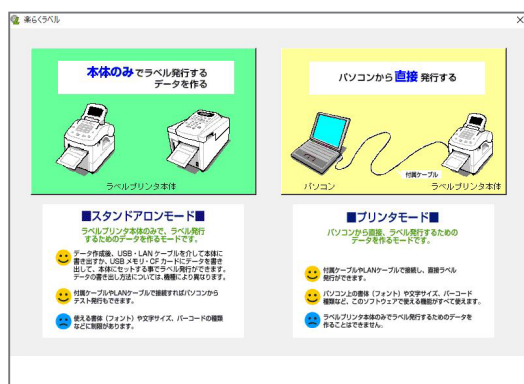 楽らくラベル
本体のみでラベル発行する
データを作る
ラベルプリンタ本体
パソコンから直接発行する
付属ケーブル
パソコン
ラベルプリンタ本体
■スタンドアロンモード■
ラベルプリンタ本体のみで、ラベル発行
するためのデータを作るモードです。
データ作成後、USB・LANケーブルを介して本体に
書き出すか、USBメモリ・CFカードにデータを書き
出して、本体にセットする事でラベル発行ができます。
データの書き出し方法については、機種により異なります。
付属ケーブルやLANケーブルで接続すればパソコンから
テスト発行もできます。
使える書体（フォント）や文字サイズ、バーコードの種類
などに制限があります。
■プリンタモード■
パソコンから直接、ラベル発行するための
データを作るモードです。
付属ケーブルやLANケーブルで接続し、直接ラベル
発行ができます。
パソコン上の書体（フォント）や文字サイズ、バーコード
種類など、このソフトウェアで使える機能がすべて使えます。
ラベルプリンタ本体のみでラベル発行するためのデータを
作ることはできません。